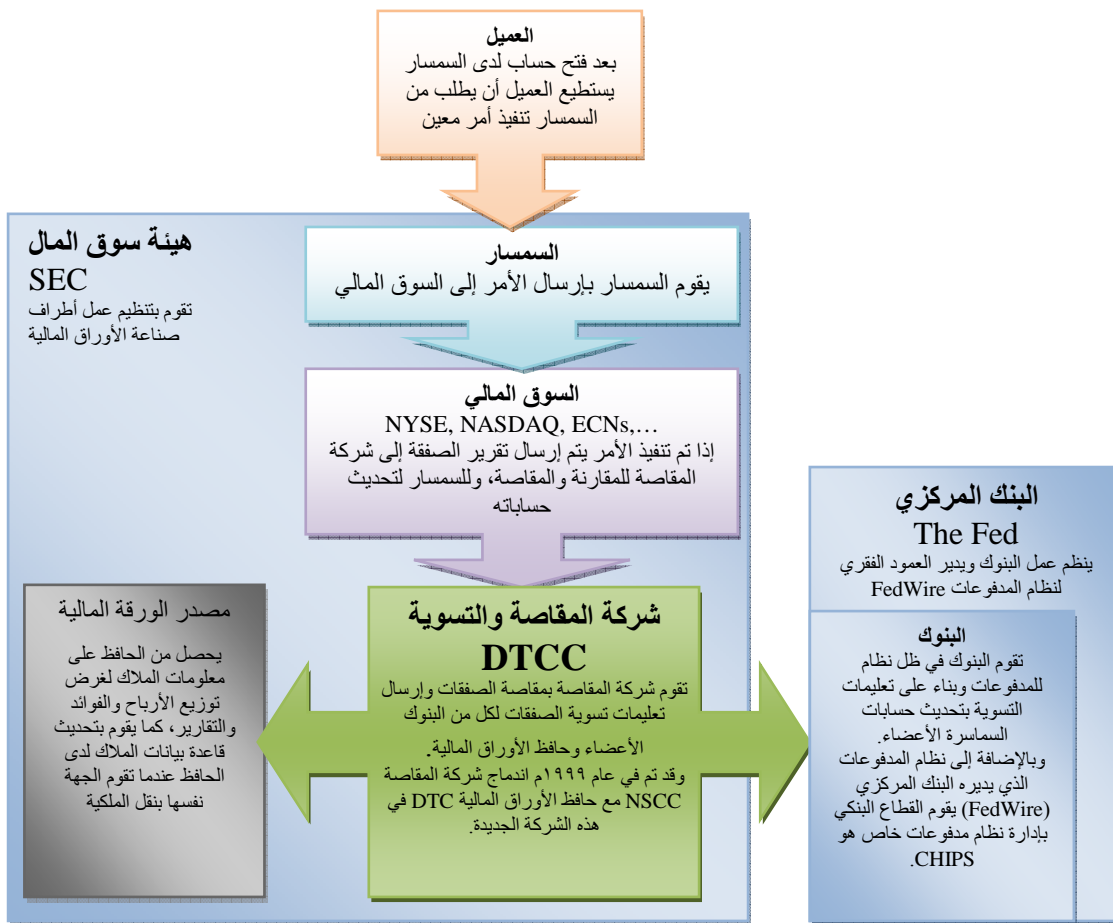 العميل
بعد فتح حساب لدى السمسار
يستطيع العميل أن يطلب من
السمسار تنفيذ أمر معين
هيئة سوق المال
SEC
تقوم بتنظيم عمل أطراف
صناعة الأوراق المالية
السمسار
يقوم السمسار بإرسال الأمر إلى السوق المالي
السوق المالي
NYSE, NASDAQ, ECNs,…
إذا تم تنفيذ الأمر يتم إرسال تقرير الصفقة إلى شركة
المقاصة للمقارنة والمقاصة، وللسمسار لتحديث
حساباته
البنك المركزي
The Fed
ينظم عمل البنوك ويدير العمود الفقري
لنظام المدفوعات FedWire
البنوك
تقوم البنوك في ظل نظام
للمدفوعات وبناء على تعليمات
التسوية بتحديث حسابات
السماسرة الأعضاء.
وبالإضافة إلى نظام المدفوعات
الذي يديره البنك المركزي
(FedWire) يقوم القطاع البنكي
بإدارة نظام مدفوعات خاص هو
CHIPS.
شركة المقاصة والتسوية
DTCC
تقوم شركة المقاصة بمقاصة الصفقات وإرسال
تعليمات تسوية الصفقات لكل من البنوك
الأعضاء وحافظ الأوراق المالية.
وقد تم في عام ١٩٩٩م اندماج شركة المقاصة
NSCC مع حافظ الأوراق المالية DTC في
هذه الشركة الجديدة.
مصدر الورقة المالية
يحصل من الحافظ على
معلومات الملاك لغرض
توزيع الأرباح والفوائد
والتقارير، كما يقوم بتحديث
قاعدة بيانات الملاك لدى
الحافظ عندما تقوم الجهة
نفسها بنقل الملكية